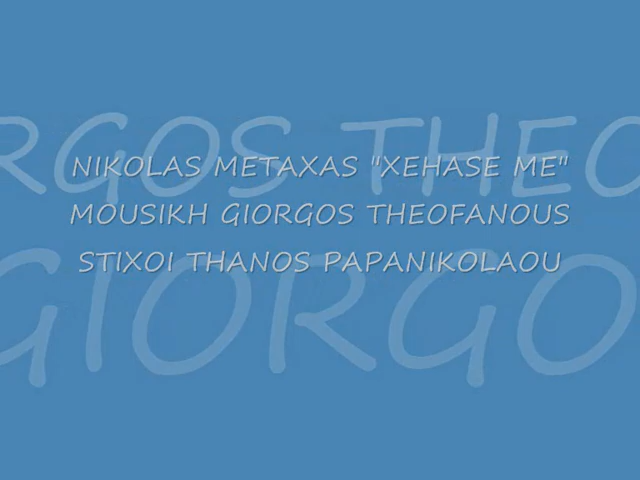 RGOS THEO
NIKOLAS METAXAS "XEHASE ME"
MOUSIKH GIORGOS THEOFANOUS
STIXOI THANOS PAPANIKOLAOU
GIORGO